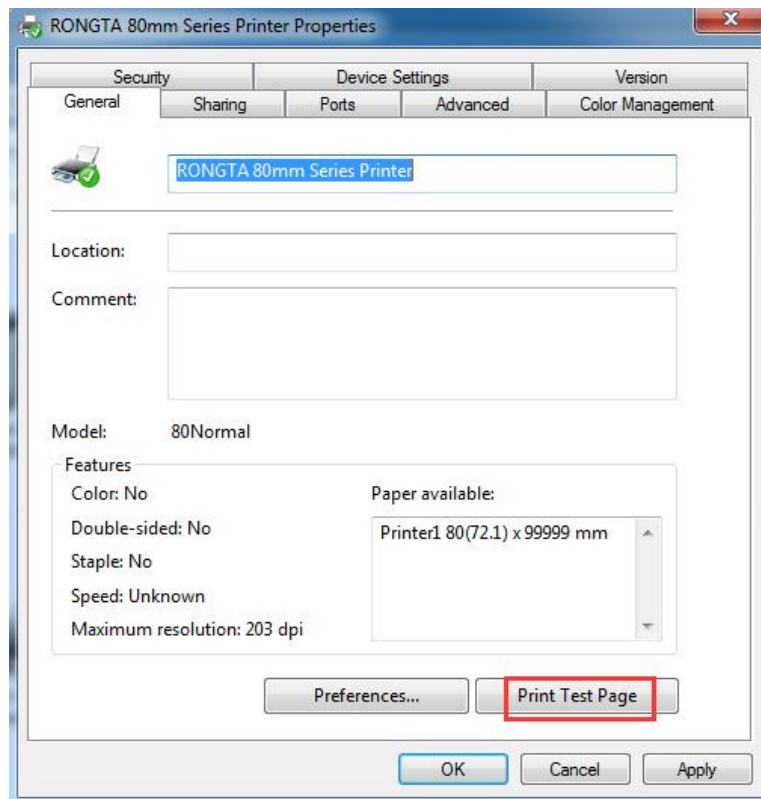 RONGTA 80mm Series Printer Properties
Security Device Settings Version
General Sharing Ports Advanced Color Management
RONGTA 80mm Series Printer
Location:
Comment:
Model: 80Normal
Features
Color: No
Paper available:
Double-sided: No
Printer1 80(72.1) x 99999 mm
Staple: No
Speed: Unknown
Maximum resolution: 203 dpi
Preferences... Print Test Page
OK Cancel Apply